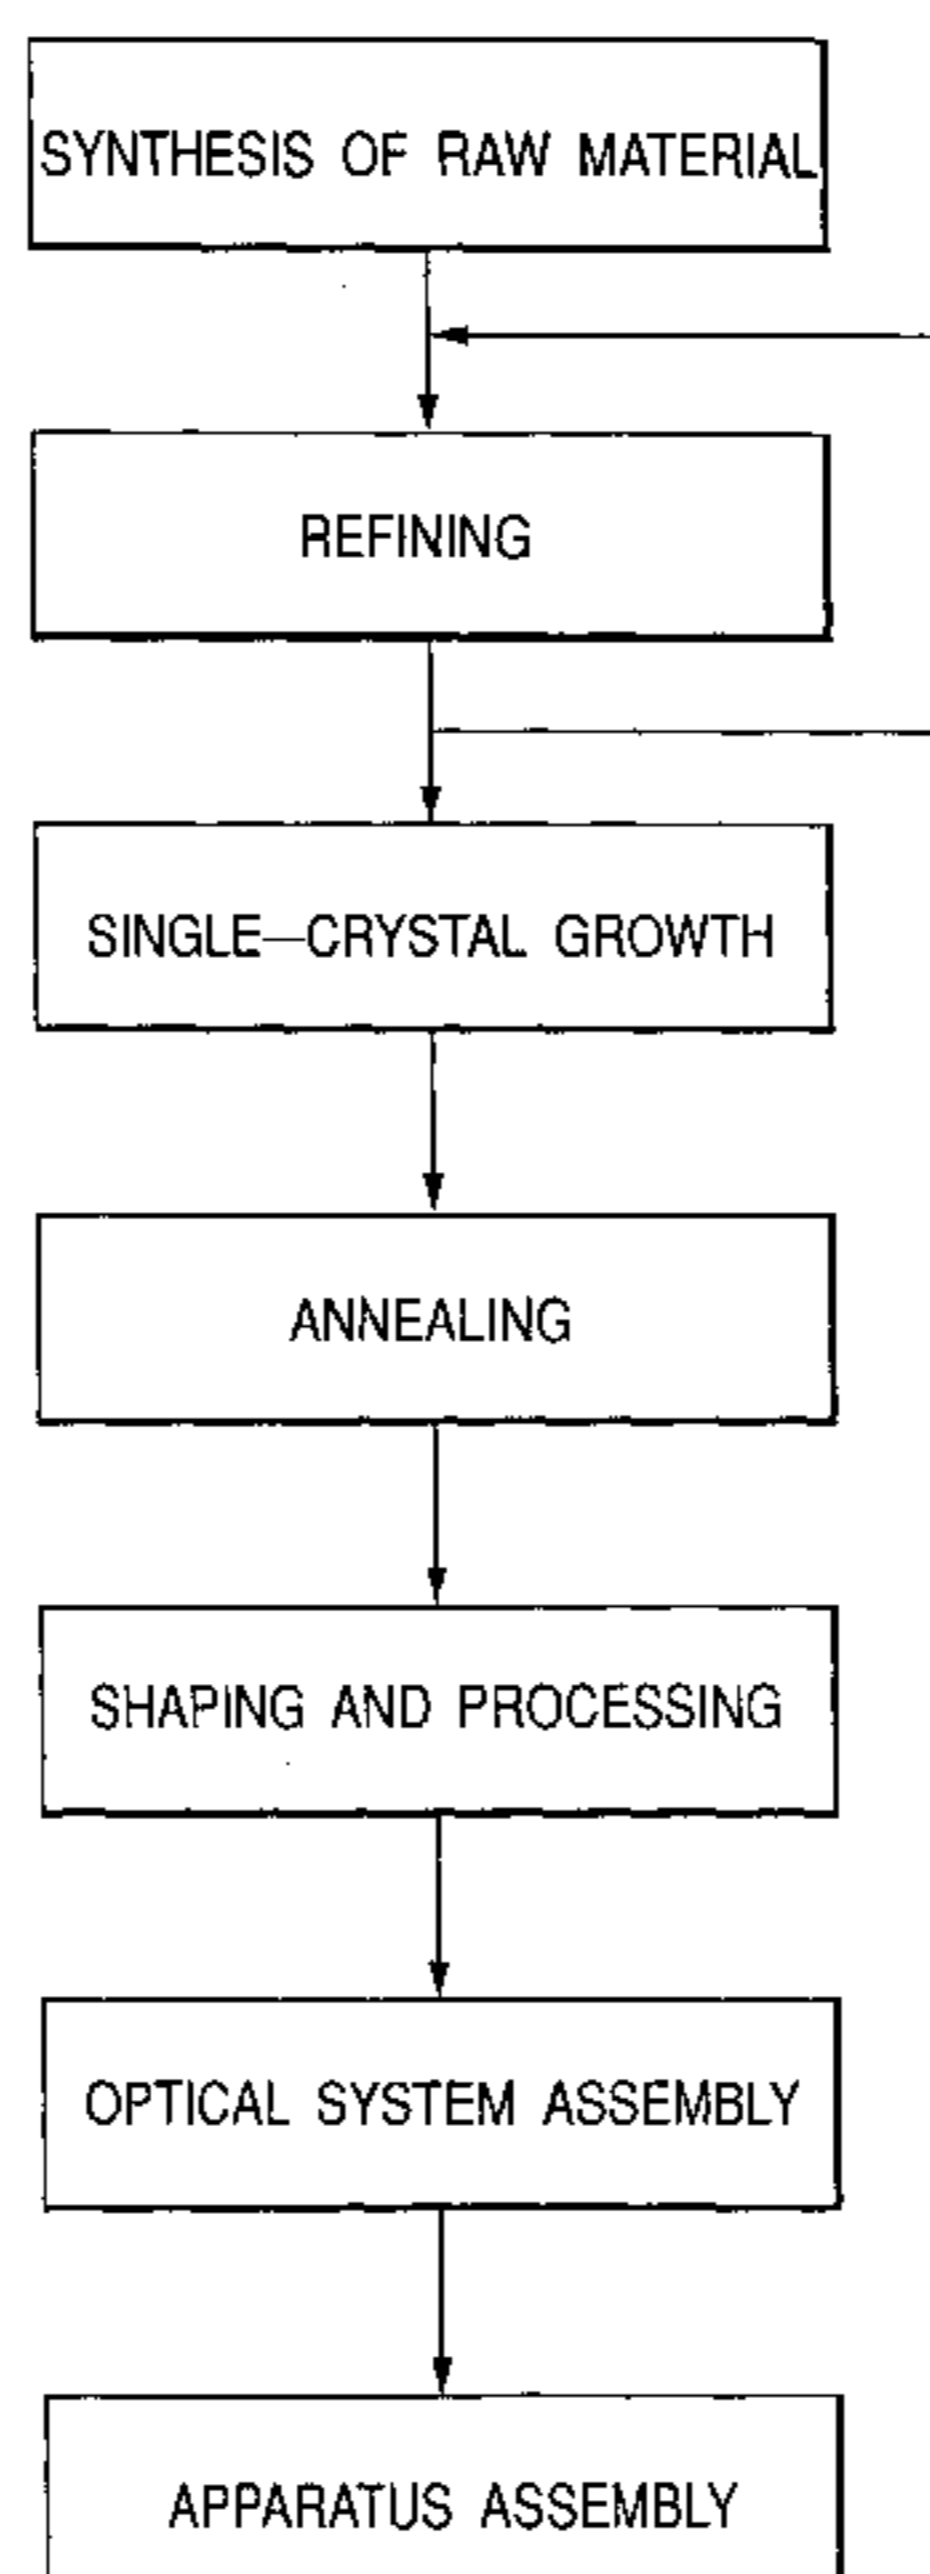 SYNTHESIS OF RAW MATERIAL
REFINING
SINGLE—CRYSTAL GROWTH
ANNEALING
SHAPING AND PROCESSING
OPTICAL SYSTEM ASSEMBLY
APPARATUS ASSEMBLY